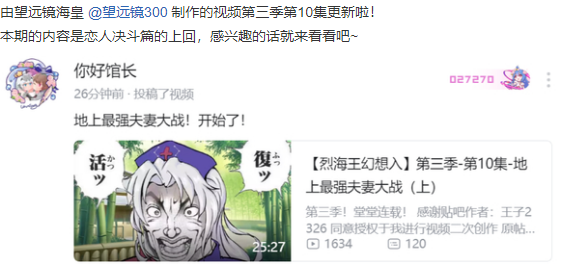 由望远镜海皇 @望远镜300 制作的视频第三季第10集更新啦！
本期的内容是恋人决斗篇的上回，感兴趣的话就来看看吧~
你好馆长
027270
26分钟前 · 投稿了视频
地上最强夫妻大战！开始了！
活ッ
かつ
復ッ
ふっ
25:27
【烈海王幻想入】第三季-第10集-地
上最强夫妻大战（上）
第三季！堂堂连载！ 感谢贴吧作者：王子2
326 同意授权于我进行视频二次创作 原帖...
1634
120